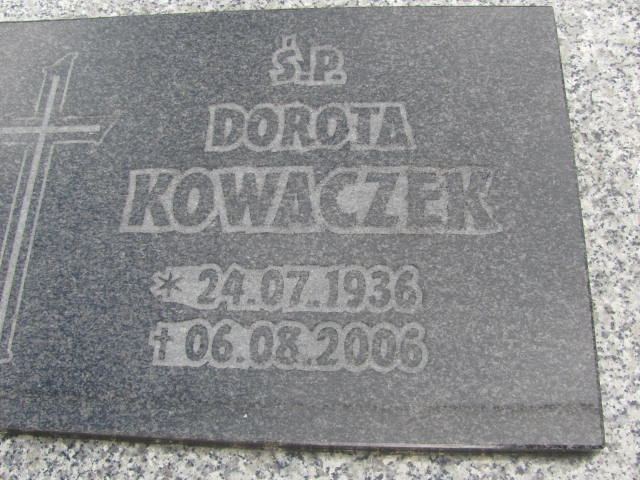 Ś.P.
DOROTA
KOWACZEK
* 24.07.1936
† 06.08.2006